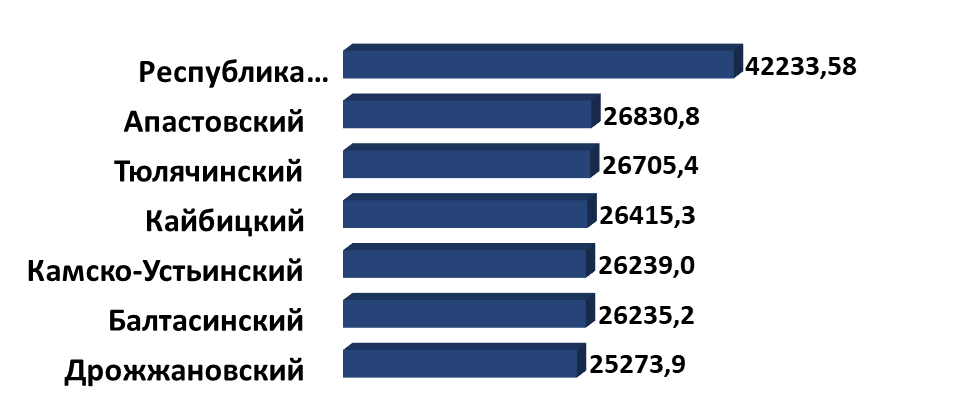 Республика... 42233,58
Апастовский 26830,8
Тюлячинский 26705,4
Кайбицкий 26415,3
Камско-Устьинский 26239,0
Балтасинский 26235,2
Дрожжановский 25273,9